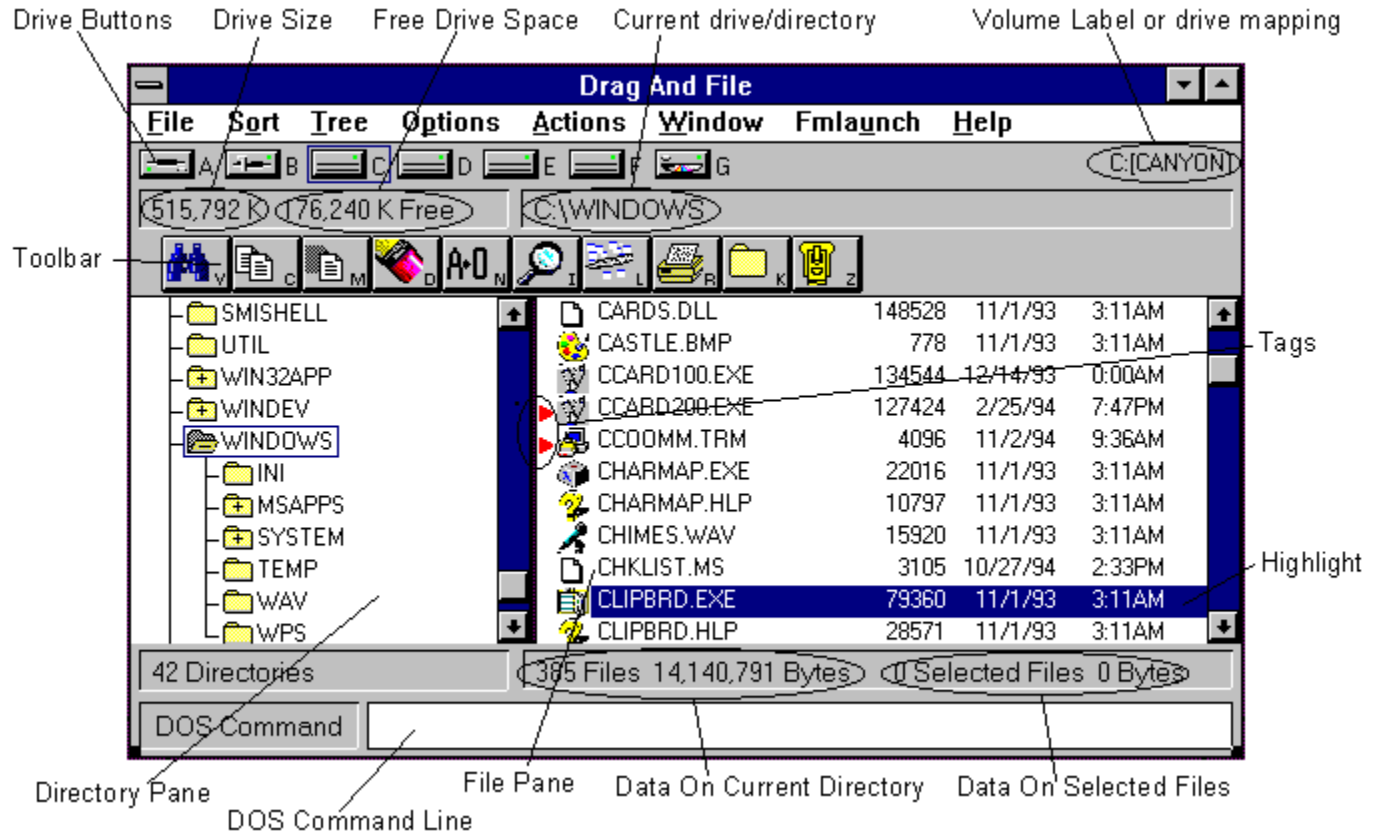 Drive Buttons Drive Size Free Drive Space Current drive/directory Volume Label or drive mapping
Drag And File
File Sort Tree Options Actions Window Fmlaunch Help
A B C D E F G C:[CANYON]
515,792 K 176,240 K Free C:\WINDOWS
Toolbar
V C M D A•O N I L R K Z
SMISHELL CARDS.DLL 148528 11/1/93 3:11AM
UTIL CASTLE.BMP 778 11/1/93 3:11AM Tags
WIN32APP CCARD100.EXE 134544 12/14/93 0:00AM
WINDEV CCARD200.EXE 127424 2/25/94 7:47PM
WINDOWS CCOOMM.TRM 4096 11/2/94 9:36AM
INI CHARMAP.EXE 22016 11/1/93 3:11AM
MSAPPS CHARMAP.HLP 10797 11/1/93 3:11AM
SYSTEM CHIMES.WAV 15920 11/1/93 3:11AM
TEMP CHKLIST.MS 3105 10/27/94 2:33PM Highlight
WAV CLIPBRD.EXE 79360 11/1/93 3:11AM
WPS CLIPBRD.HLP 28571 11/1/93 3:11AM
42 Directories 385 Files 14,140,791 Bytes 0 Selected Files 0 Bytes
DOS Command
Directory Pane File Pane Data On Current Directory Data On Selected Files
DOS Command Line